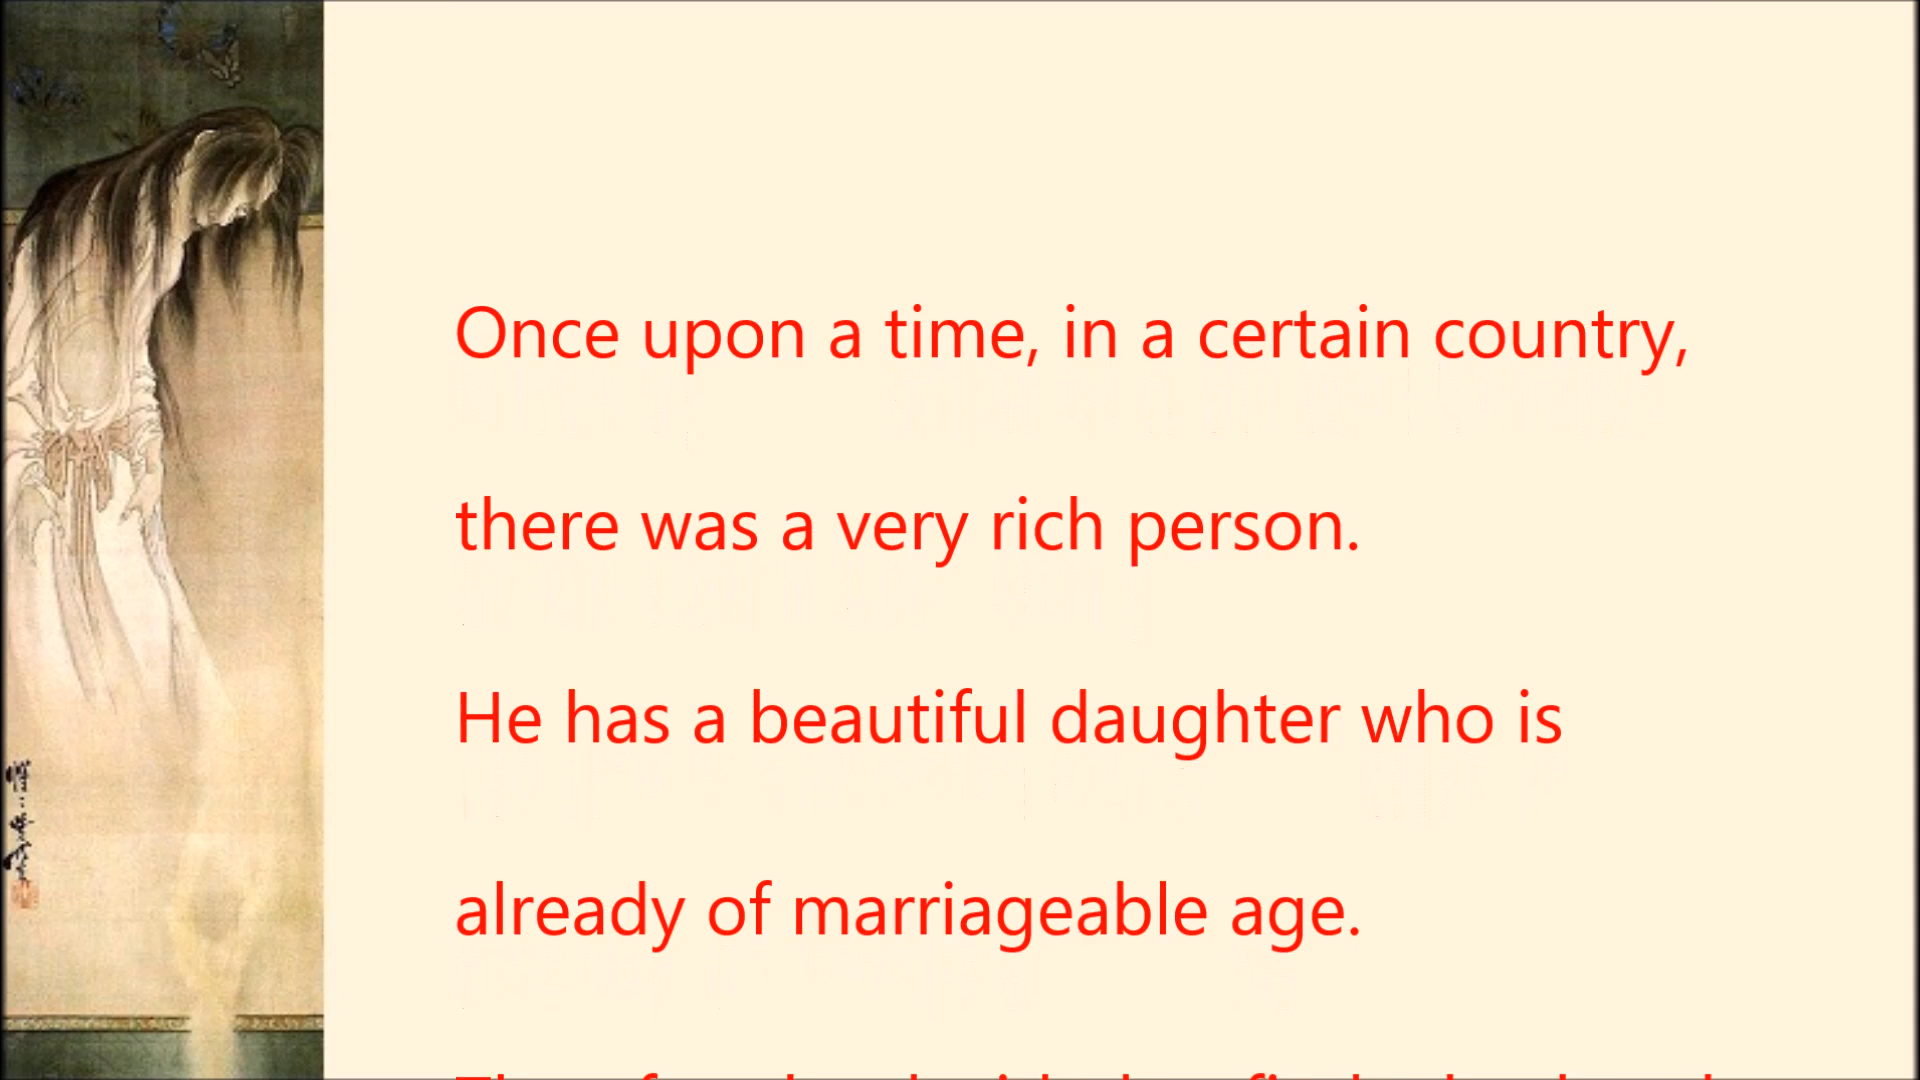 Once upon a time, in a certain country,
there was a very rich person.
He has a beautiful daughter who is
already of marriageable age.